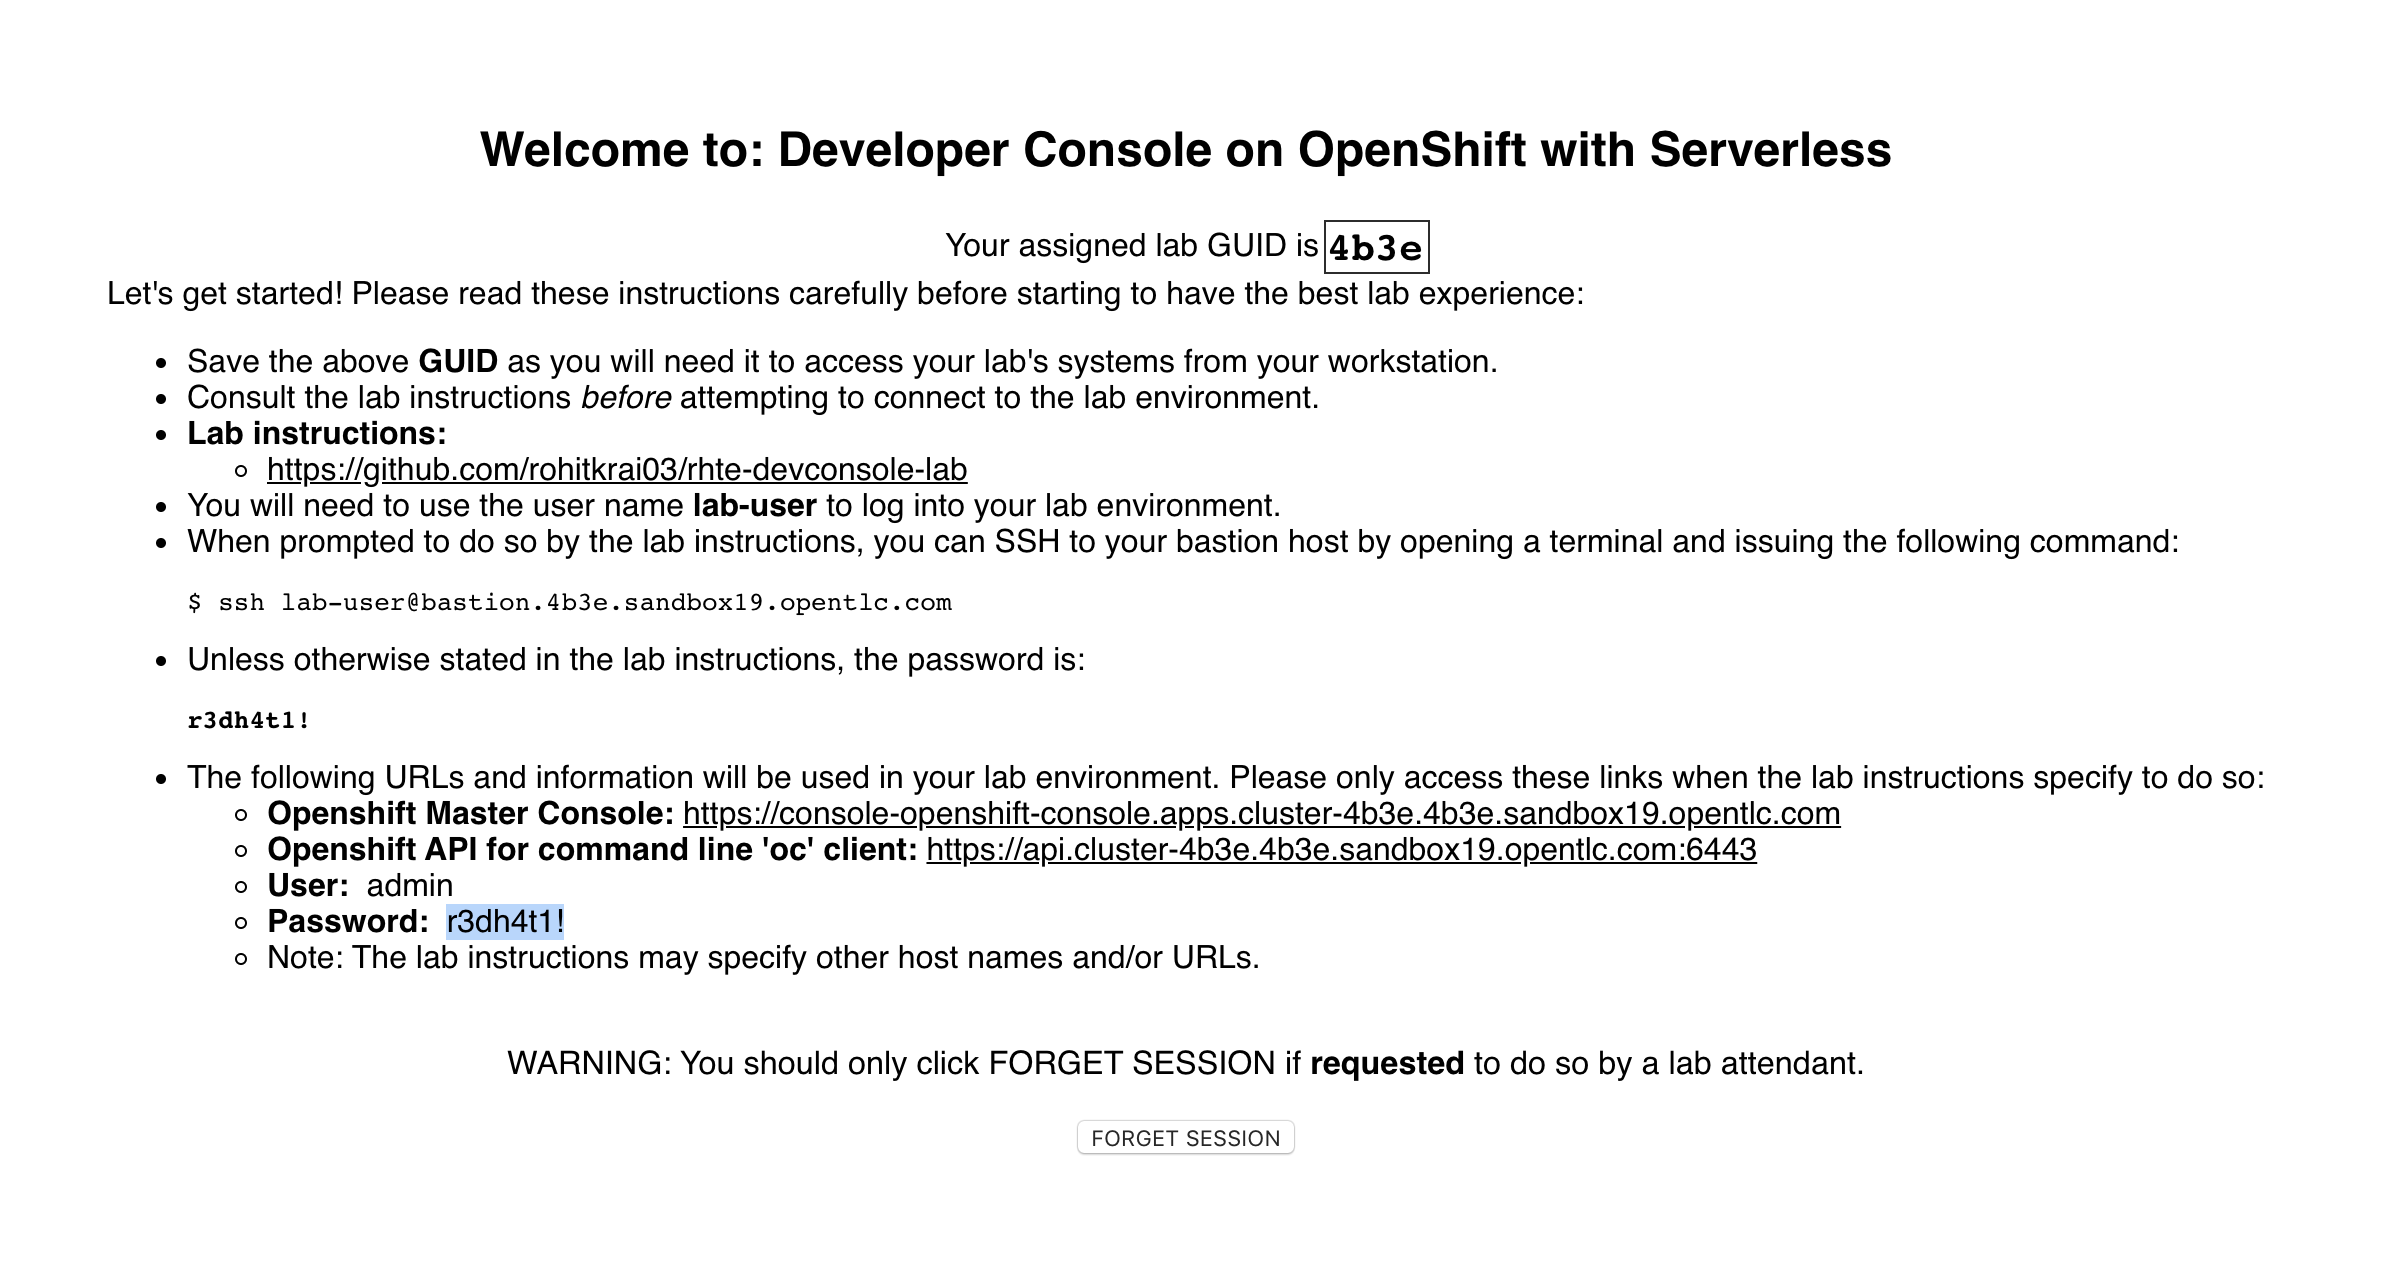 Welcome to: Developer Console on OpenShift with Serverless
Your assigned lab GUID is 4b3e
Let's get started! Please read these instructions carefully before starting to have the best lab experience:
Save the above GUID as you will need it to access your lab's systems from your workstation.
Consult the lab instructions before attempting to connect to the lab environment.
Lab instructions:
https://github.com/rohitkrai03/rhte-devconsole-lab
You will need to use the user name lab-user to log into your lab environment.
When prompted to do so by the lab instructions, you can SSH to your bastion host by opening a terminal and issuing the following command:
$ ssh lab-user@bastion.4b3e.sandbox19.opentlc.com
Unless otherwise stated in the lab instructions, the password is:
r3dh4t1!
The following URLs and information will be used in your lab environment. Please only access these links when the lab instructions specify to do so:
Openshift Master Console: https://console-openshift-console.apps.cluster-4b3e.4b3e.sandbox19.opentlc.com
Openshift API for command line 'oc' client: https://api.cluster-4b3e.4b3e.sandbox19.opentlc.com:6443
User: admin
Password: r3dh4t1!
Note: The lab instructions may specify other host names and/or URLs.
WARNING: You should only click FORGET SESSION if requested to do so by a lab attendant.
FORGET SESSION